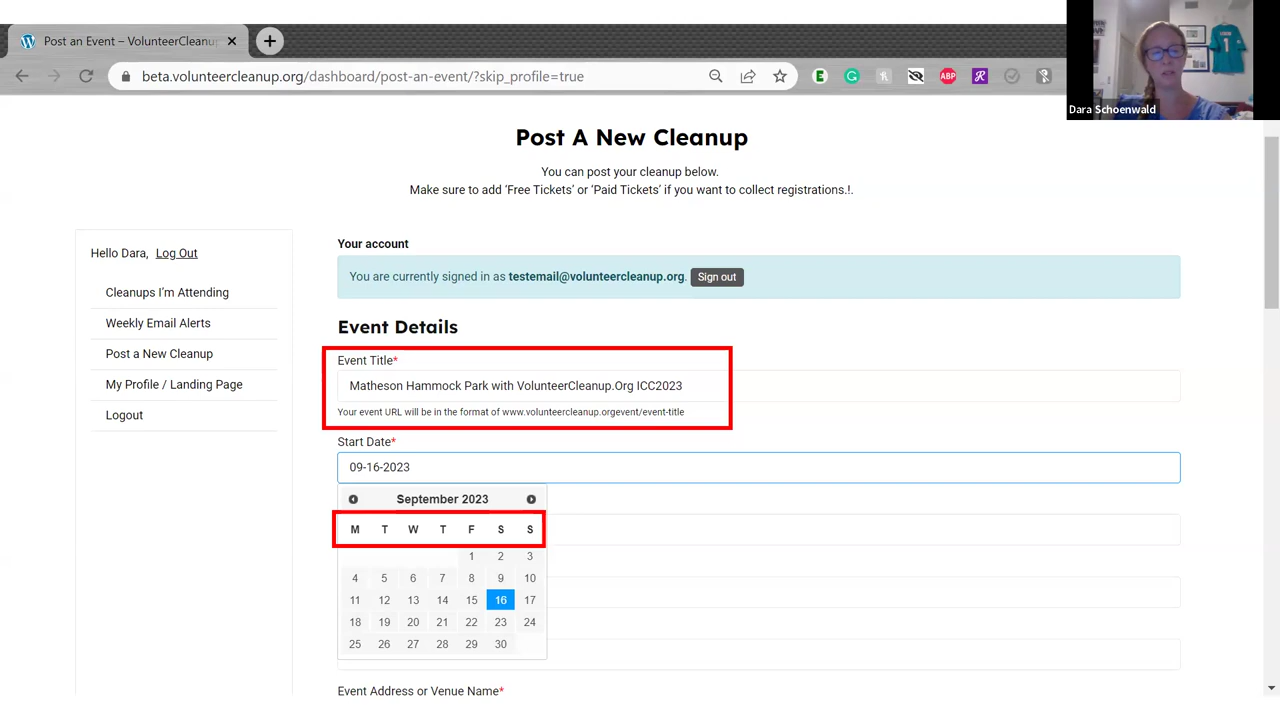 Post an Event – VolunteerCleanu
beta.volunteercleanup.org/dashboard/post-an-event/?skip_profile=true
ABP
Dara Schoenwald
Post A New Cleanup
You can post your cleanup below.
Make sure to add ‘Free Tickets’ or ‘Paid Tickets’ if you want to collect registrations.!.
Hello Dara, Log Out
Cleanups I’m Attending
Weekly Email Alerts
Post a New Cleanup
My Profile / Landing Page
Logout
Your account
You are currently signed in as testemail@volunteercleanup.org. Sign out
Event Details
Event Title*
Matheson Hammock Park with VolunteerCleanup.Org ICC2023
Your event URL will be in the format of www.volunteercleanup.orgevent/event-title
Start Date*
09-16-2023
September 2023
M T W T F S S
1 2 3
4 5 6 7 8 9 10
11 12 13 14 15 16 17
18 19 20 21 22 23 24
25 26 27 28 29 30
Event Address or Venue Name*